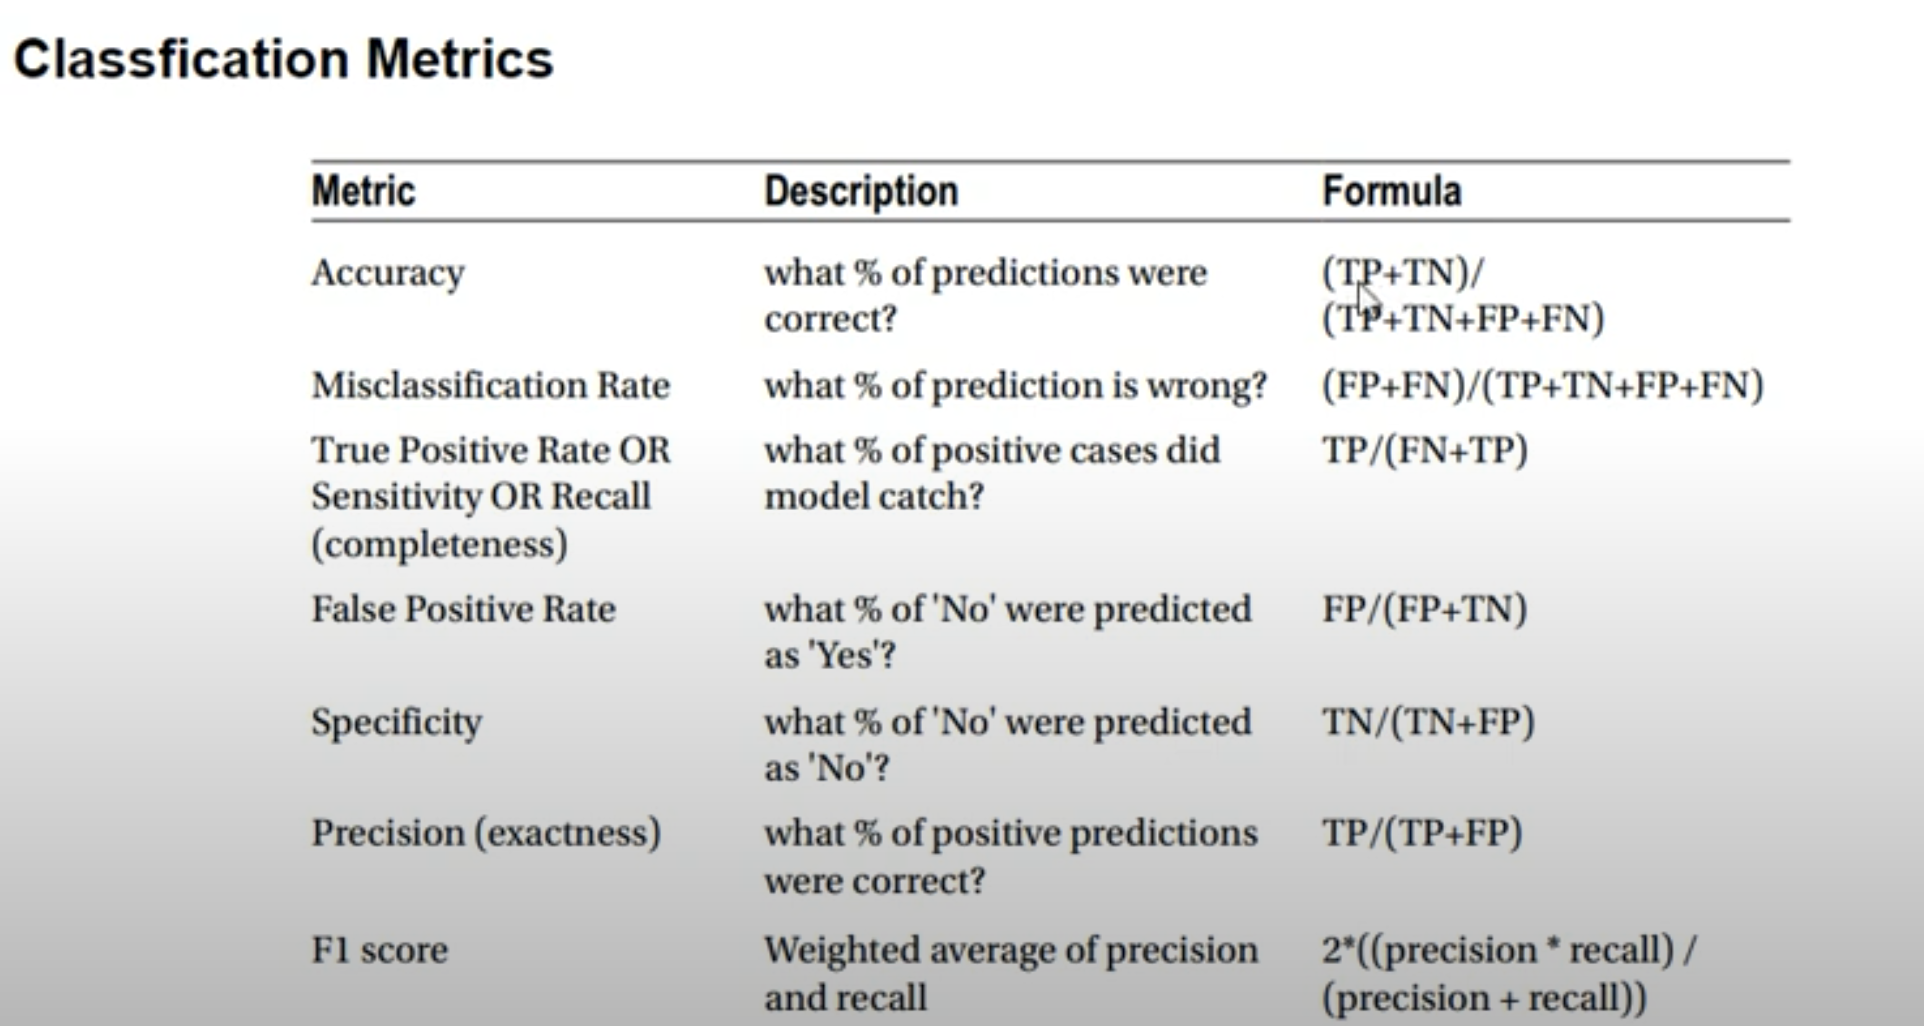 Classfication Metrics
Metric Description Formula
Accuracy what % of predictions were (TP+TN)/
correct? (TP+TN+FP+FN)
Misclassification Rate what % of prediction is wrong? (FP+FN)/(TP+TN+FP+FN)
True Positive Rate OR what % of positive cases did TP/(FN+TP)
Sensitivity OR Recall model catch?
(completeness)
False Positive Rate what % of 'No' were predicted FP/(FP+TN)
as 'Yes'?
Specificity what % of 'No' were predicted TN/(TN+FP)
as 'No'?
Precision (exactness) what % of positive predictions TP/(TP+FP)
were correct?
F1 score Weighted average of precision 2*((precision * recall) /
and recall (precision + recall))